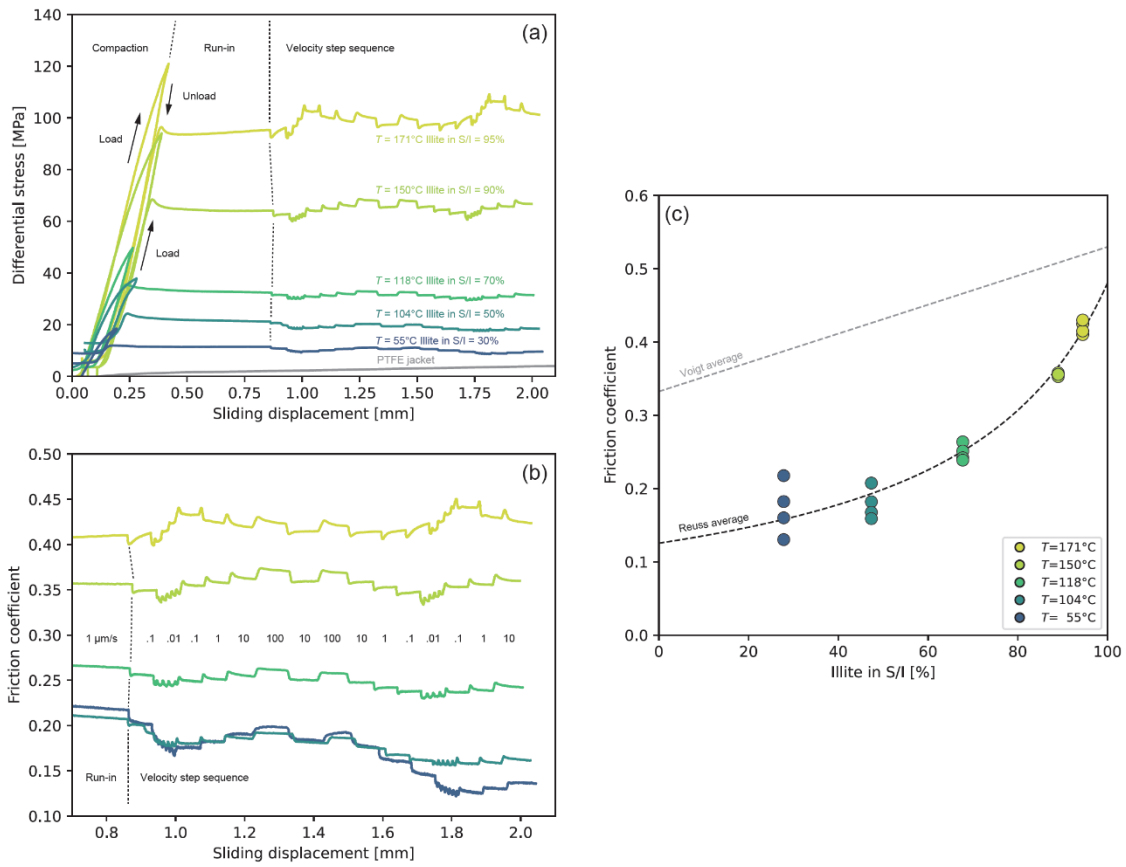 (a)
140
120
100
80
60
40
20
0
Differential stress [MPa]
Compaction
Run-in
Velocity step sequence
Unload
Load
Load
T = 171°C Illite in S/I = 95%
T = 150°C Illite in S/I = 90%
T = 118°C Illite in S/I = 70%
T = 104°C Illite in S/I = 50%
T = 55°C Illite in S/I = 30%
PTFE jacket
0.00 0.25 0.50 0.75 1.00 1.25 1.50 1.75 2.00
Sliding displacement [mm]
(b)
0.50
0.45
0.40
0.35
0.30
0.25
0.20
0.15
0.10
Friction coefficient
1 μm/s .1 .01 .1 1 10 100 10 100 10 1 .1 .01 .1 1 10
Run-in
Velocity step sequence
0.8 1.0 1.2 1.4 1.6 1.8 2.0
Sliding displacement [mm]
(c)
0.6
0.5
0.4
0.3
0.2
0.1
0.0
Friction coefficient
Voigt average
Reuss average
T=171°C
T=150°C
T=118°C
T=104°C
T= 55°C
0 20 40 60 80 100
Illite in S/I [%]